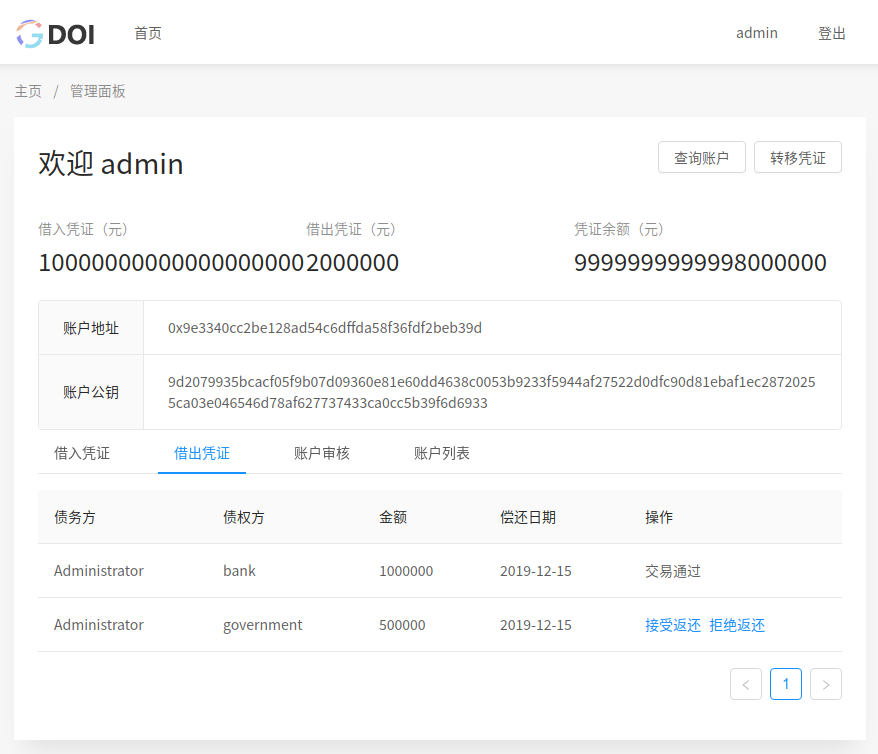 DOI 首页 admin 登出
主页 / 管理面板
欢迎 admin 查询账户 转移凭证
借入凭证（元） 借出凭证（元） 凭证余额（元）
100000000000000000002000000 9999999999998000000
账户地址 0x9e3340cc2be128ad54c6dffda58f36fdf2beb39d
账户公钥 9d2079935bcacf05f9b07d09360e81e60dd4638c0053b9233f5944af27522d0dfc90d81ebaf1ec2872025
5ca03e046546d78af627737433ca0cc5b39f6d6933
借入凭证 借出凭证 账户审核 账户列表
债务方 债权方 金额 偿还日期 操作
Administrator bank 1000000 2019-12-15 交易通过
Administrator government 500000 2019-12-15 接受返还 拒绝返还
< 1 >